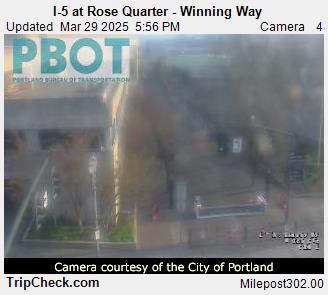 I-5 at Rose Quarter - Winning Way
Updated Mar 29 2025 5:56 PM Camera 4
PBOT
PORTLAND BUREAU OF TRANSPORTATION
Camera courtesy of the City of Portland
TripCheck.com Milepost302.00